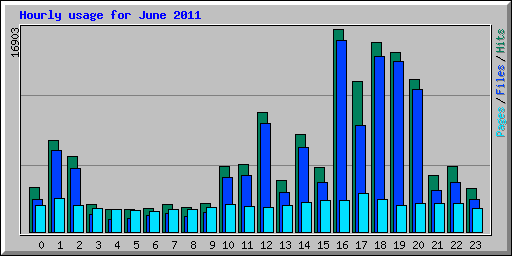 Hourly usage for June 2011
16903
Pages / Files / Hits
0 1 2 3 4 5 6 7 8 9 10 11 12 13 14 15 16 17 18 19 20 21 22 23